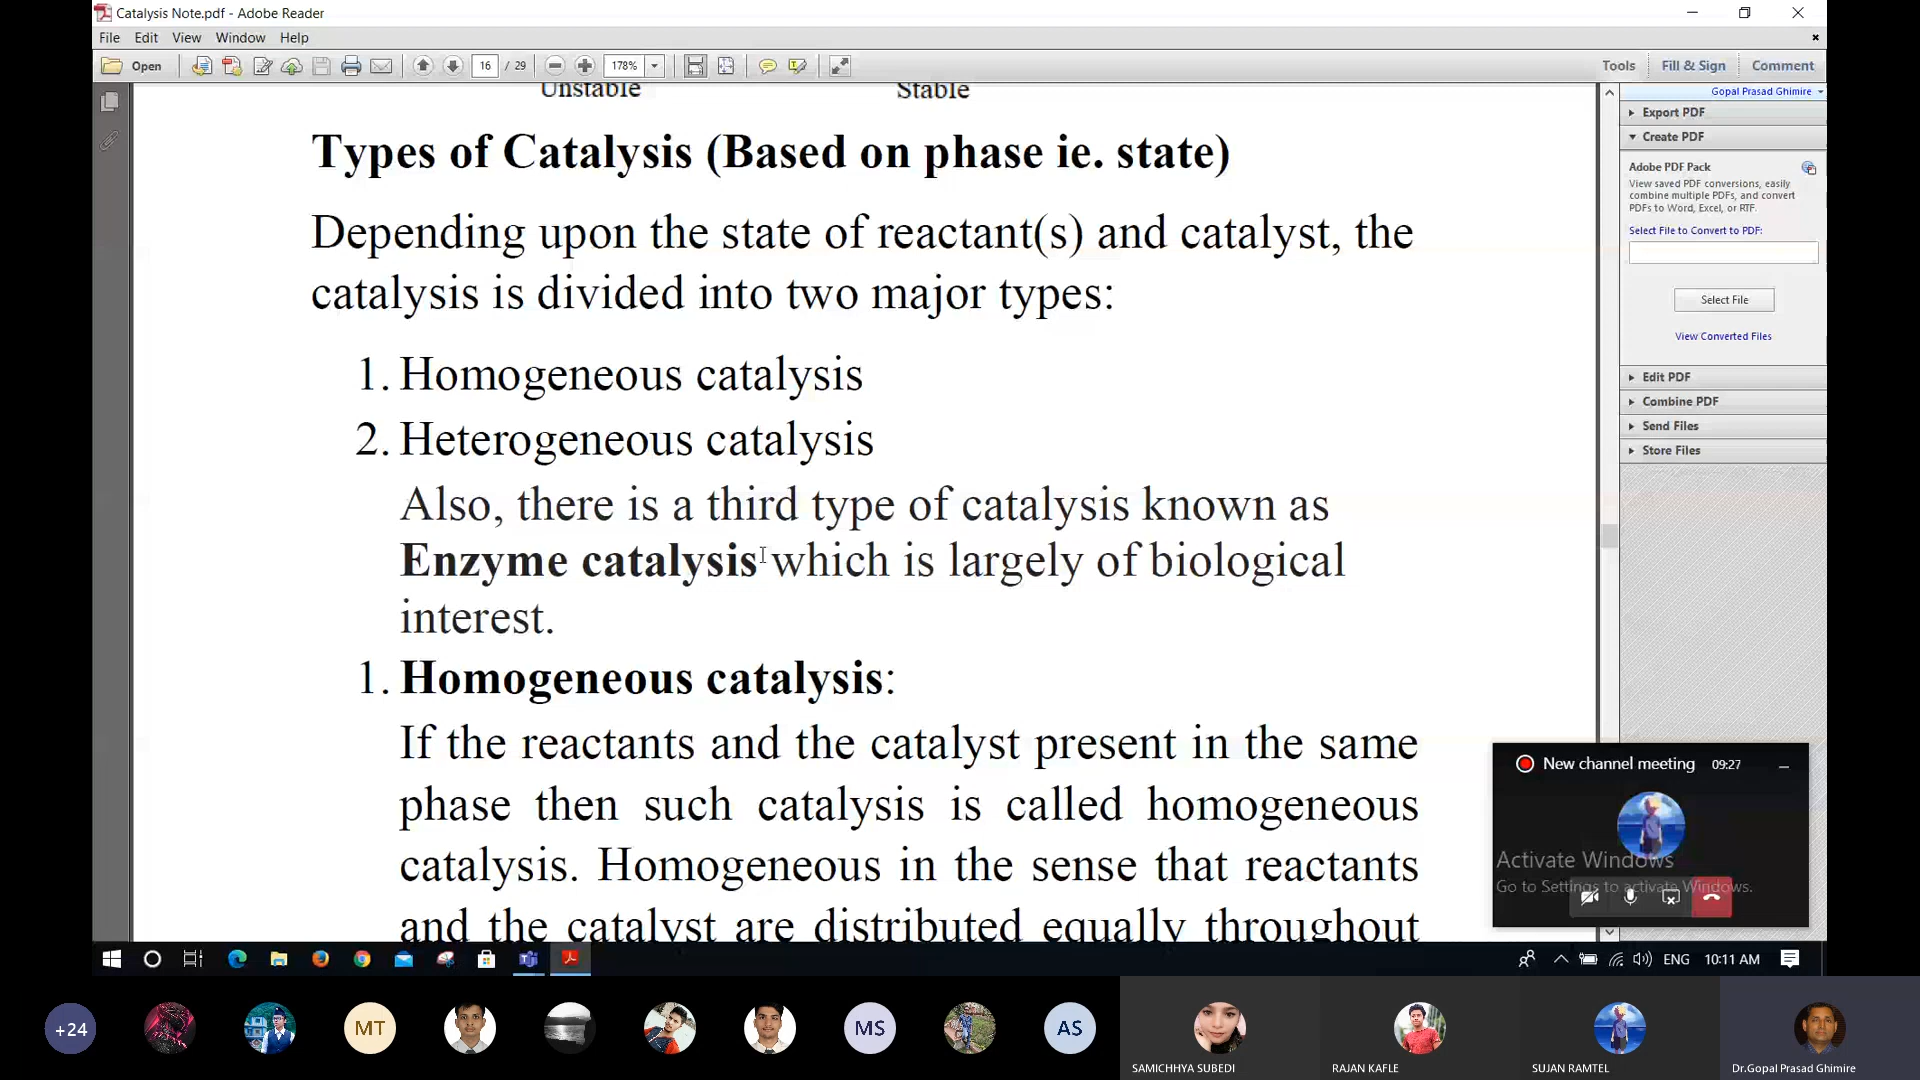 Catalysis Note.pdf - Adobe Reader
File Edit View Window Help
Open 16 / 29 178% Tools Fill & Sign Comment
Unstable Stable
Types of Catalysis (Based on phase ie. state)
Depending upon the state of reactant(s) and catalyst, the
catalysis is divided into two major types:
1. Homogeneous catalysis
2. Heterogeneous catalysis
Also, there is a third type of catalysis known as
Enzyme catalysis which is largely of biological
interest.
1. Homogeneous catalysis:
If the reactants and the catalyst present in the same
phase then such catalysis is called homogeneous
catalysis. Homogeneous in the sense that reactants
and the catalyst are distributed equally throughout
Gopal Prasad Ghimire
Export PDF
Create PDF
Adobe PDF Pack
View saved PDF conversions, easily
combine multiple PDFs, and convert
PDFs to Word, Excel, or RTF.
Select File to Convert to PDF:
Select File
View Converted Files
Edit PDF
Combine PDF
Send Files
Store Files
New channel meeting 09:27
Activate Windows
Go to Settings to activate Windows.
ENG 10:11 AM
+24 MT MS AS
SAMICHHYA SUBEDI RAJAN KAFLE SUJAN RAMTEL Dr.Gopal Prasad Ghimire